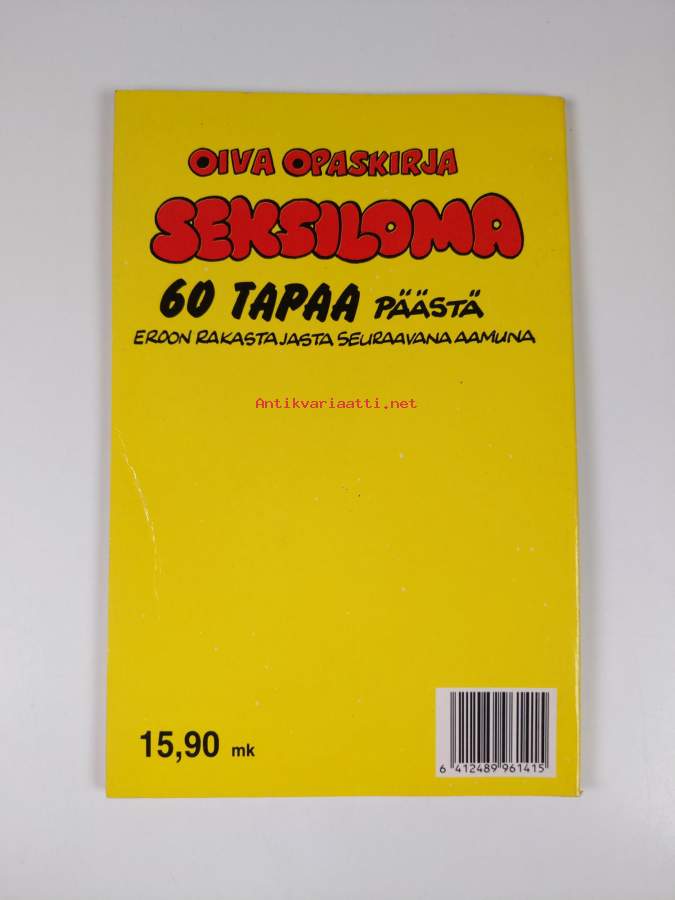 OIVA OPASKIRJA
SEKSILOMA
60 TAPAA PÄÄSTÄ
EROON RAKASTAJASTA SEURAAVANA AAMUNA
Antikvariaatti.net
15,90 mk
6 412489 961415